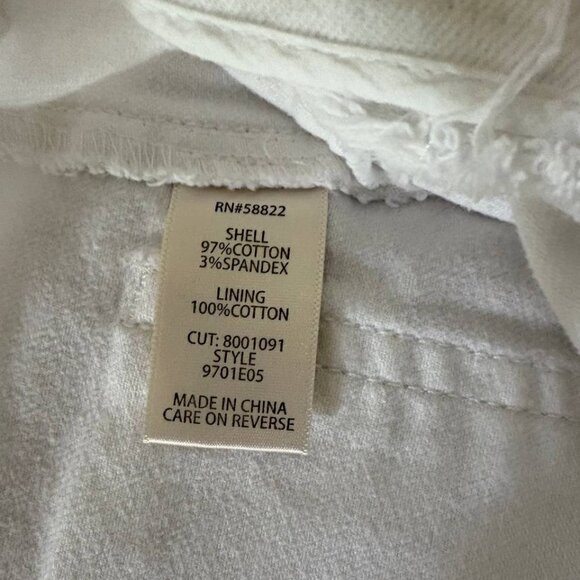 RN#58822
SHELL
97%COTTON
3%SPANDEX
LINING
100%COTTON
CUT: 8001091
STYLE
9701E05
MADE IN CHINA
CARE ON REVERSE